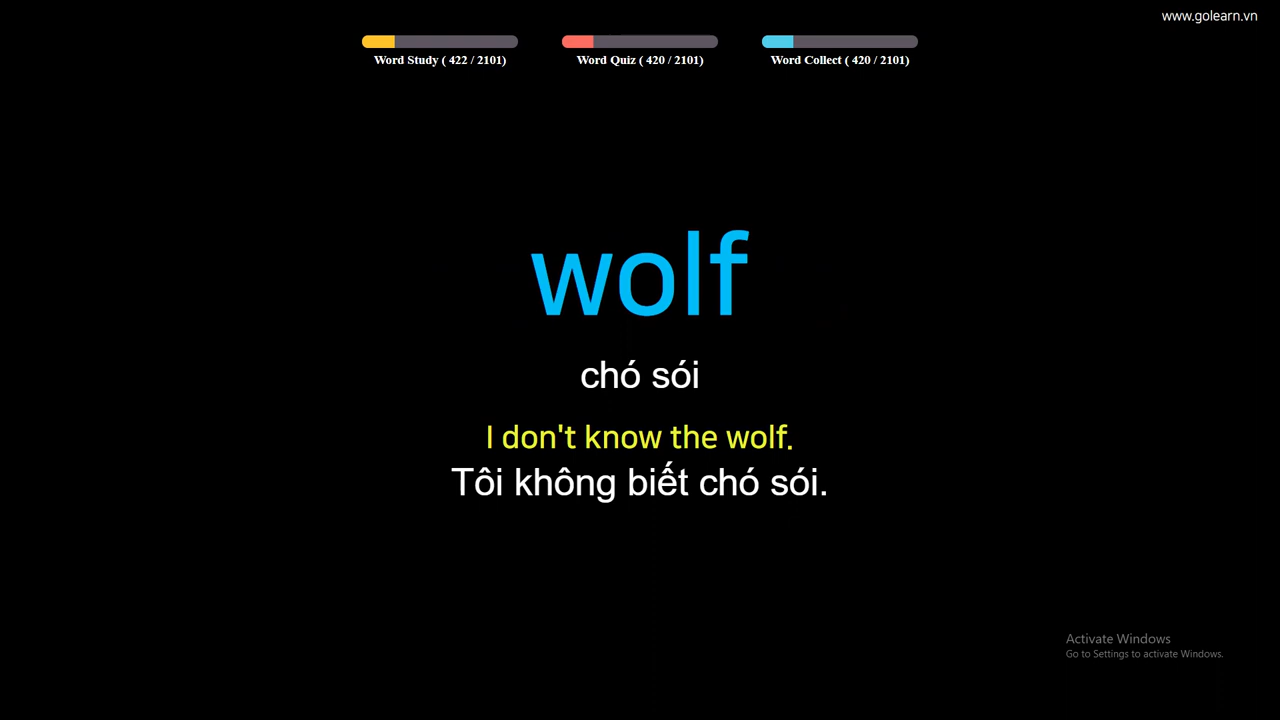 www.golearn.vn
Word Study ( 422 / 2101)
Word Quiz ( 420 / 2101)
Word Collect ( 420 / 2101)
wolf
chó sói
I don't know the wolf.
Tôi không biết chó sói.
Activate Windows
Go to Settings to activate Windows.